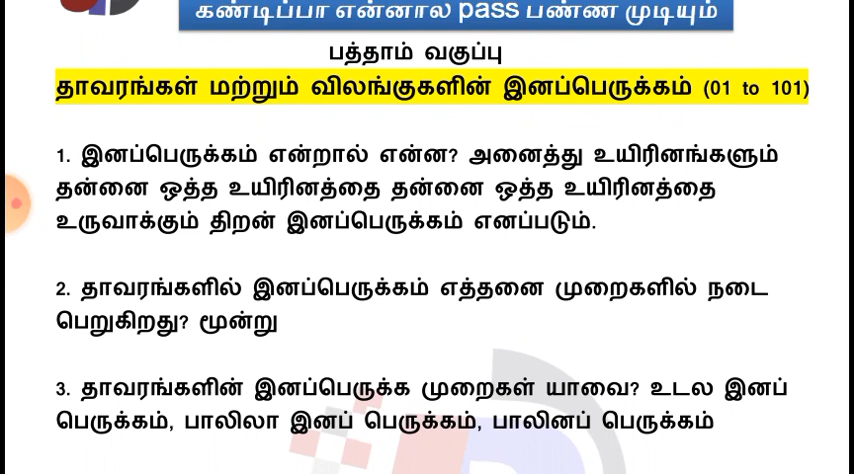 கண்டிப்பா என்னால pass பண்ண முடியும்
பத்தாம் வகுப்பு
தாவரங்கள் மற்றும் விலங்குகளின் இனப்பெருக்கம் (01 to 101)
1. இனப்பெருக்கம் என்றால் என்ன? அனைத்து உயிரினங்களும்
தன்னை ஒத்த உயிரினத்தை தன்னை ஒத்த உயிரினத்தை
உருவாக்கும் திறன் இனப்பெருக்கம் எனப்படும்.
2. தாவரங்களில் இனப்பெருக்கம் எத்தனை முறைகளில் நடை
பெறுகிறது? மூன்று
3. தாவரங்களின் இனப்பெருக்க முறைகள் யாவை? உடல இனப்
பெருக்கம், பாலிலா இனப் பெருக்கம், பாலினப் பெருக்கம்